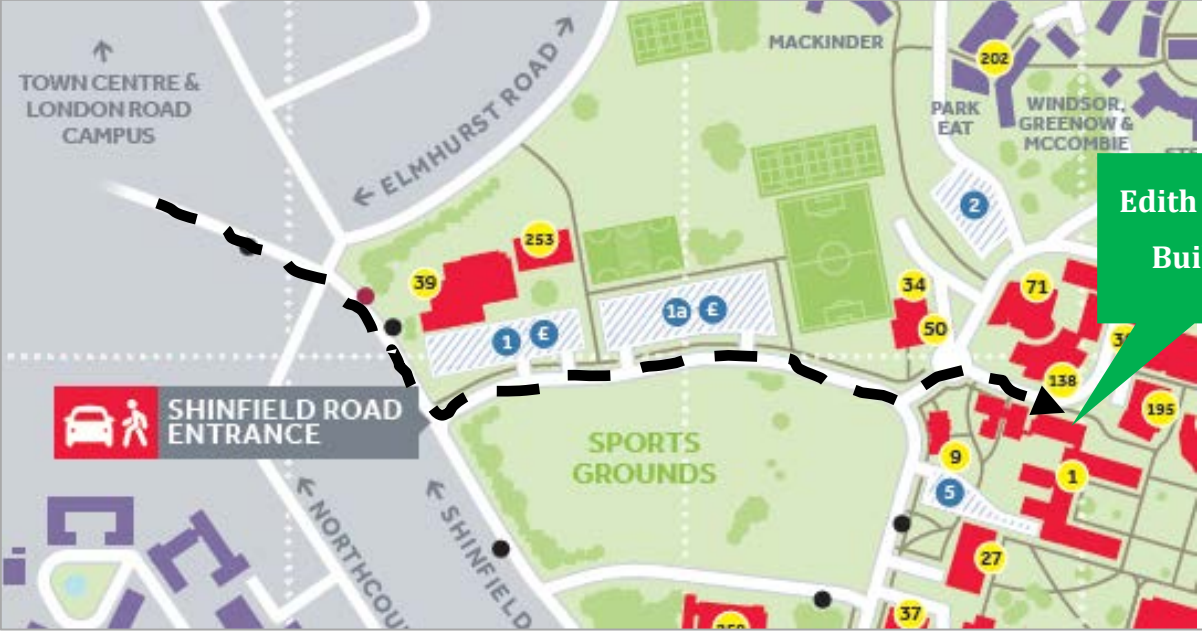 TOWN CENTRE &
LONDON ROAD
CAMPUS
ELMHURST ROAD
MACKINDER
202
PARK
EAT
WINDSOR,
GREENOW &
MCCOMBIE
Edith
Bui
2
253
39
1a £
1 £
34
50
71
138
195
SHINFIELD ROAD
ENTRANCE
SPORTS
GROUNDS
9
1
5
27
37
NORTHCOU
SHINFIELD